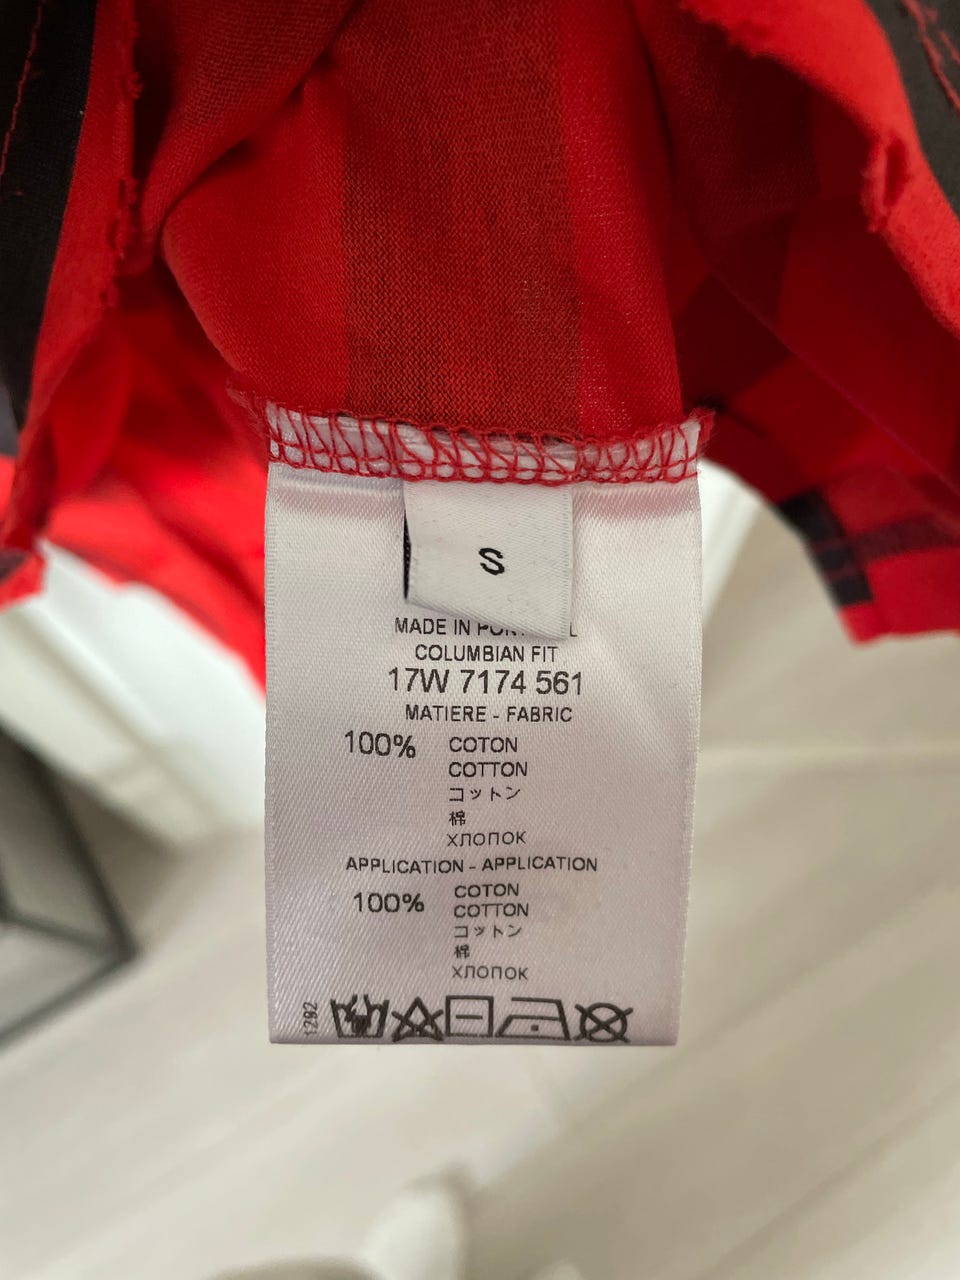 S
MADE IN
COLUMBIAN FIT
17W 7174 561
MATIERE - FABRIC
100% COTON
COTTON
コットン
棉
ХЛОПОК
APPLICATION - APPLICATION
100% COTON
COTTON
コットン
棉
ХЛОПОК
1292